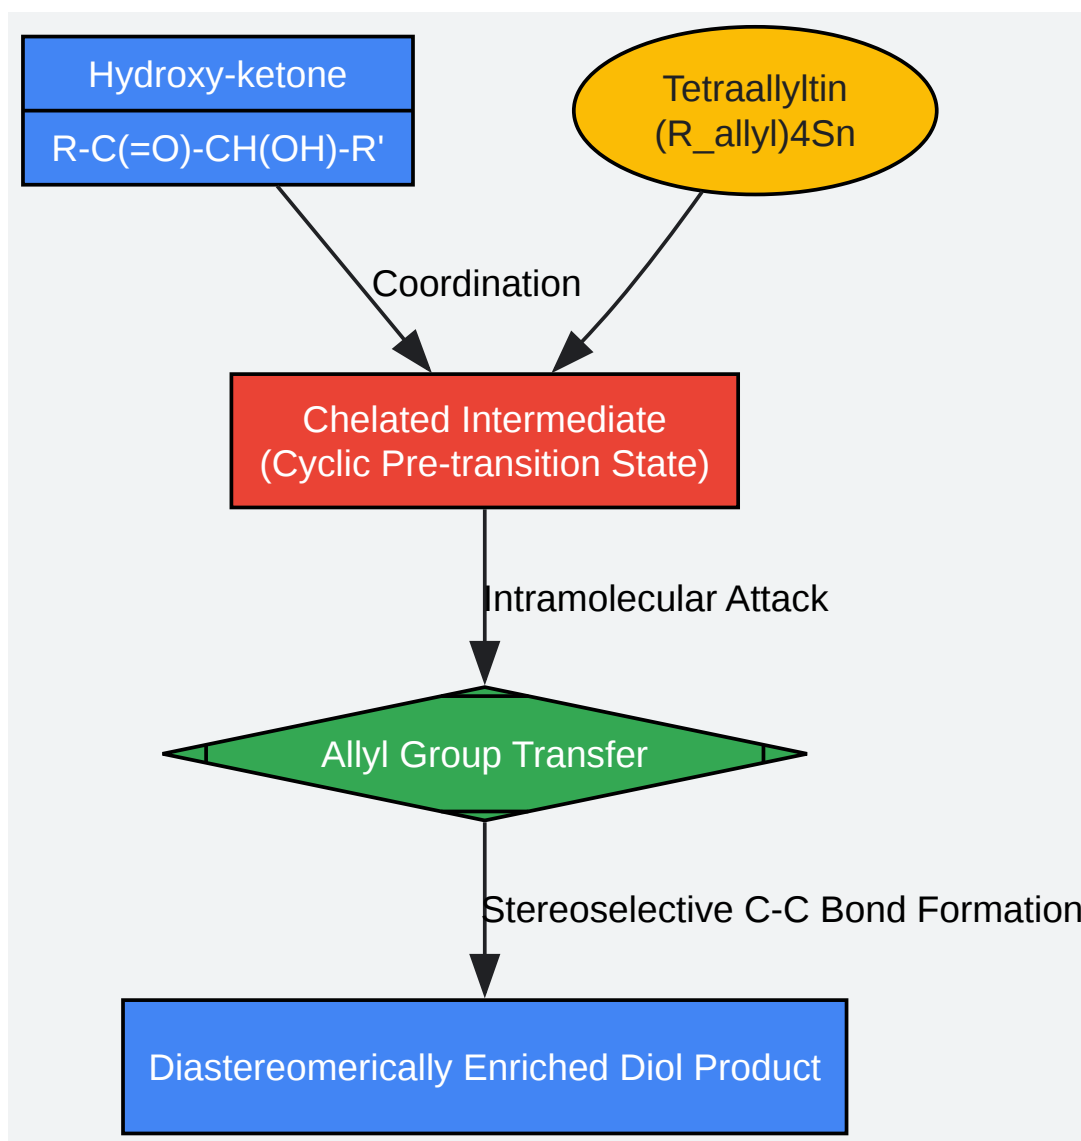 Hydroxy-ketone
R-C(=O)-CH(OH)-R'
Tetraallyltin
(R_allyl)4Sn
Coordination
Chelated Intermediate
(Cyclic Pre-transition State)
Intramolecular Attack
Allyl Group Transfer
Stereoselective C-C Bond Formation
Diastereomerically Enriched Diol Product